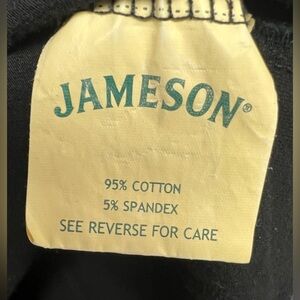 JAMESON®
95% COTTON
5% SPANDEX
SEE REVERSE FOR CARE